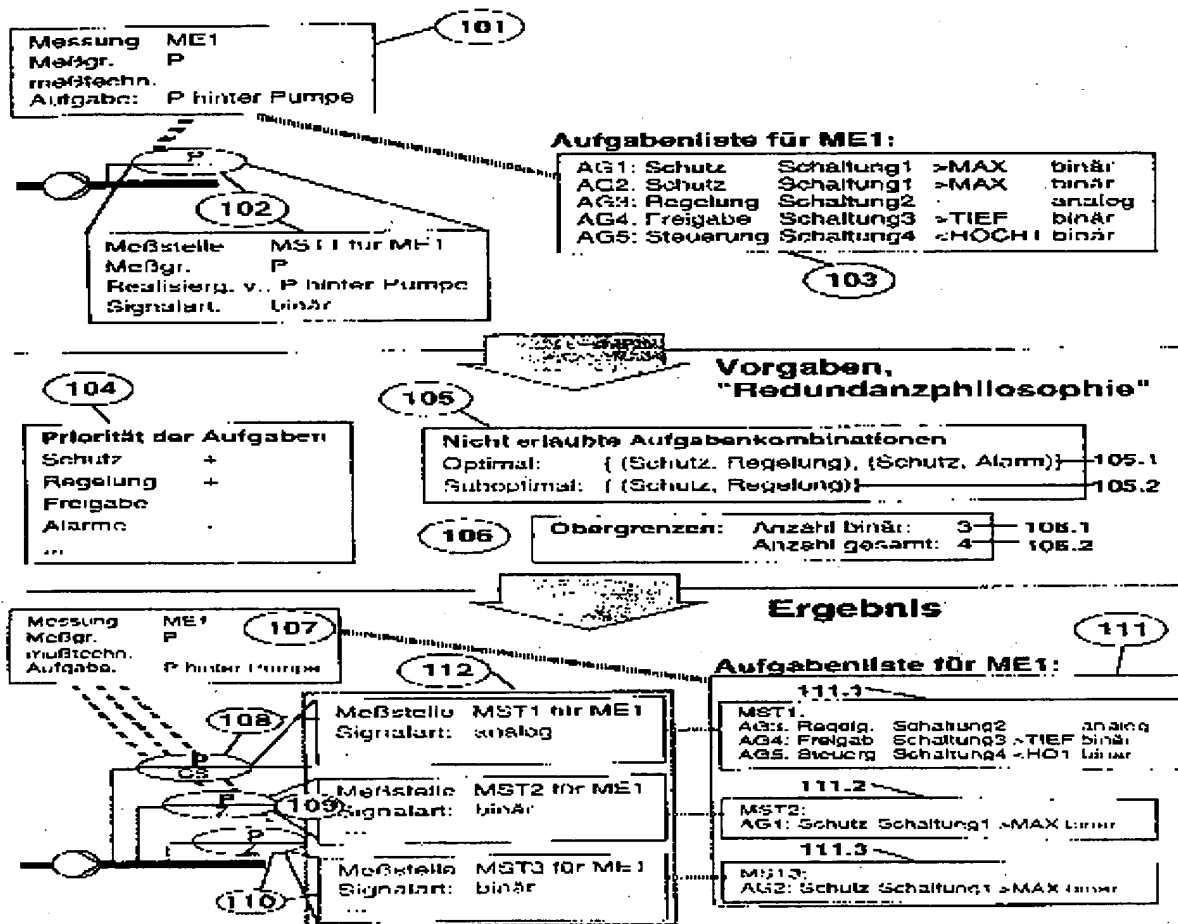 101
Messung ME1
Meßgr. P
meßtechn.
Aufgabe: P hinter Pumpe
P
102
Meßstelle MST1 für ME1
Meßgr. P
Realisierg. v.. P hinter Pumpe
Signalart. binär
Aufgabenliste für ME1:
AG1: Schutz Schaltung1 >MAX binär
AG2. Schutz Schaltung1 >MAX binär
AG3: Regelung Schaltung2 - analog
AG4. Freigabe Schaltung3 >TIEF binär
AG5: Steuerung Schaltung4 <HOCH1 binär
103
Vorgaben,
"Redundanzphilosophie"
104
Priorität der Aufgaben
Schutz +
Regelung +
Freigabe
Alarme -
...
105
Nicht erlaubte Aufgabenkombinationen
Optimal: { (Schutz, Regelung), (Schutz, Alarm)} 105.1
Suboptimal: { (Schutz, Regelung)} 105.2
106
Obergrenzen: Anzahl binär: 3 106.1
Anzahl gesamt: 4 106.2
Ergebnis
Messung ME1
Meßgr. P
meßtechn.
Aufgabe. P hinter Pumpe
107
108
P
CS
P
109
P
110
112
Meßstelle MST1 für ME1
Signalart: analog
Meßstelle MST2 für ME1
Signalart: binär
...
Meßstelle MST3 für ME1
Signalart: binär
...
111
Aufgabenliste für ME1:
111.1
MST1.
AG3. Regelg. Schaltung2 analog
AG4: Freigab Schaltung3 >TIEF binär
AG5. Steuerg Schaltung4 <HO1 binär
111.2
MST2:
AG1: Schutz Schaltung1 >MAX binär
111.3
MST3:
AG2: Schutz Schaltung1 >MAX binär